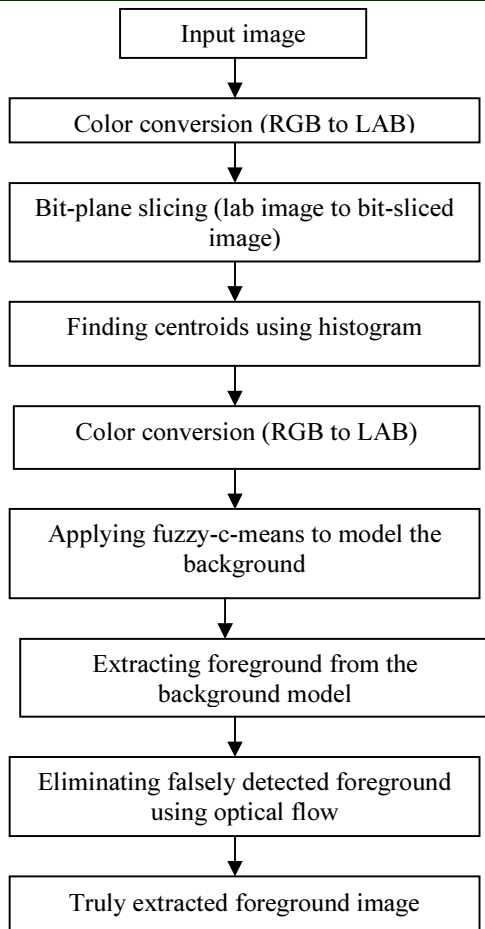 Input image
Color conversion (RGB to LAB)
Bit-plane slicing (lab image to bit-sliced
image)
Finding centroids using histogram
Color conversion (RGB to LAB)
Applying fuzzy-c-means to model the
background
Extracting foreground from the
background model
Eliminating falsely detected foreground
using optical flow
Truly extracted foreground image